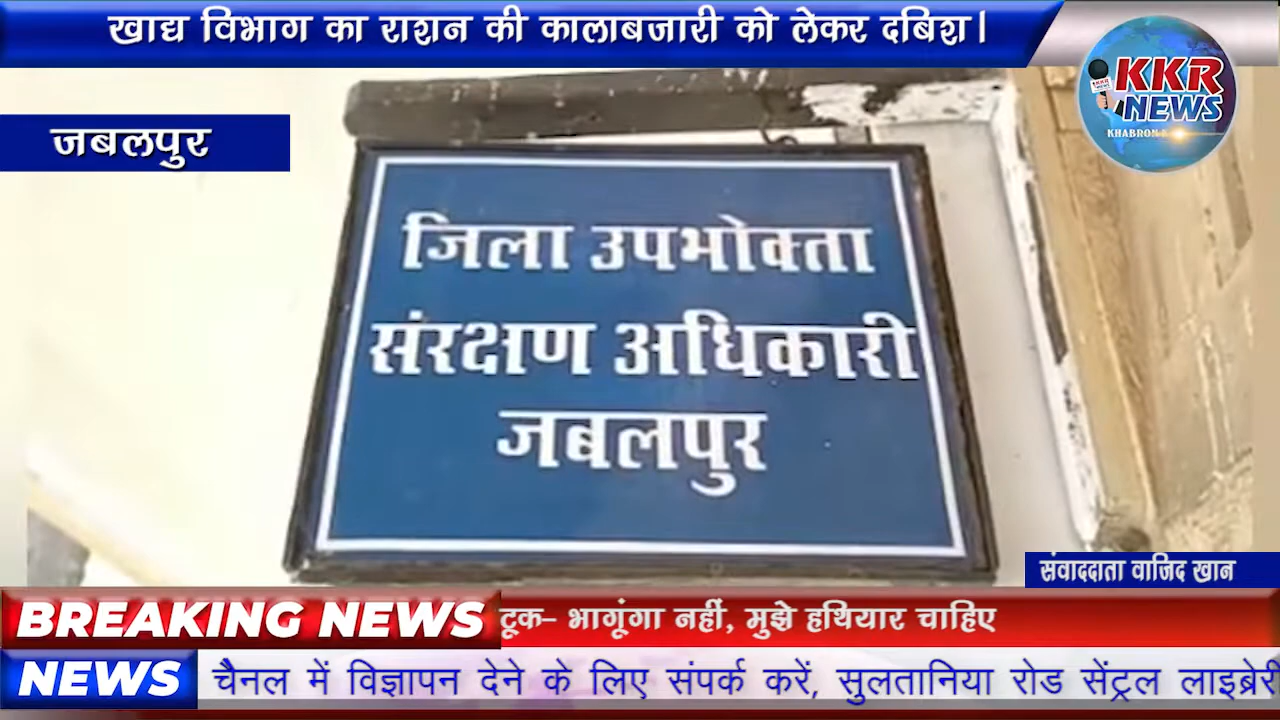 खाद्य विभाग का राशन की कालाबजारी को लेकर दबिश।
KKR
NEWS
KHABRON
जबलपुर
जिला उपभोक्ता
संरक्षण अधिकारी
जबलपुर
संवाददाता वाजिद खान
BREAKING NEWS
टूक- भागूंगा नहीं, मुझे हथियार चाहिए
NEWS
चैनल में विज्ञापन देने के लिए संपर्क करें, सुलतानिया रोड सेंट्रल लाइब्रेरी